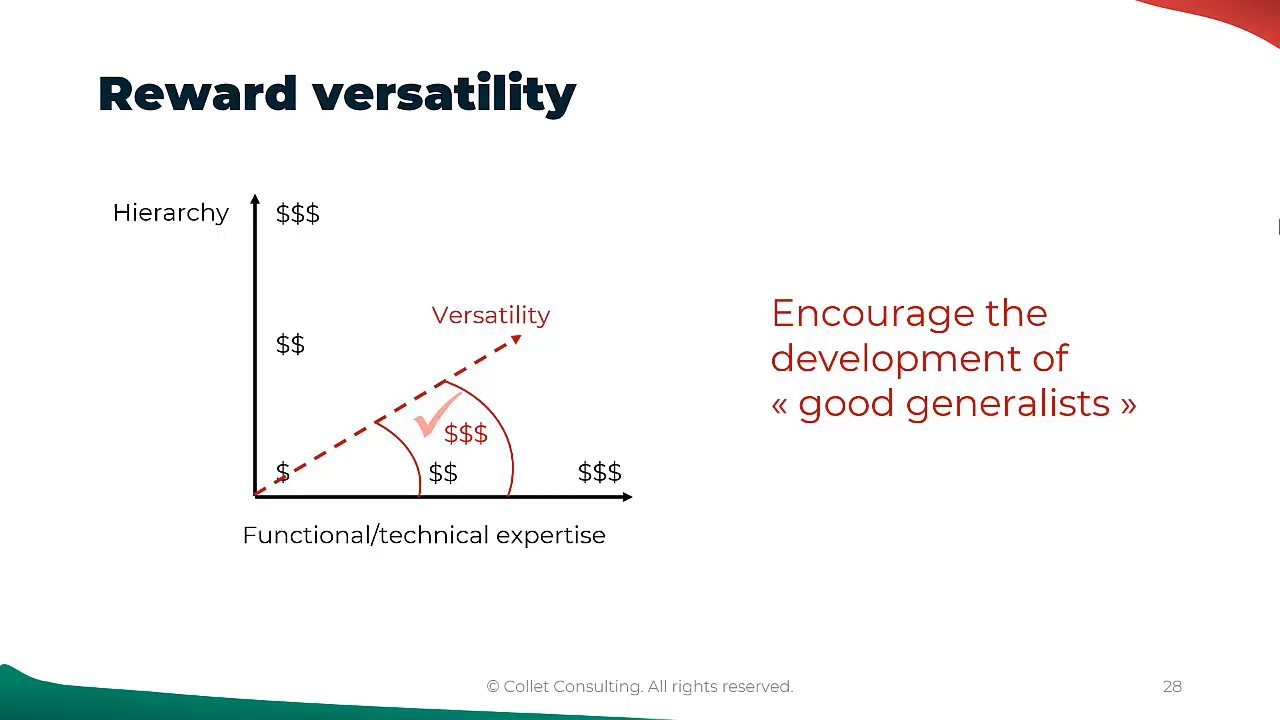 Reward versatility
Hierarchy
$$$
$$
$
Versatility
$$$
$$
$$$
Functional/technical expertise
Encourage the
development of
« good generalists »
© Collet Consulting. All rights reserved.
28